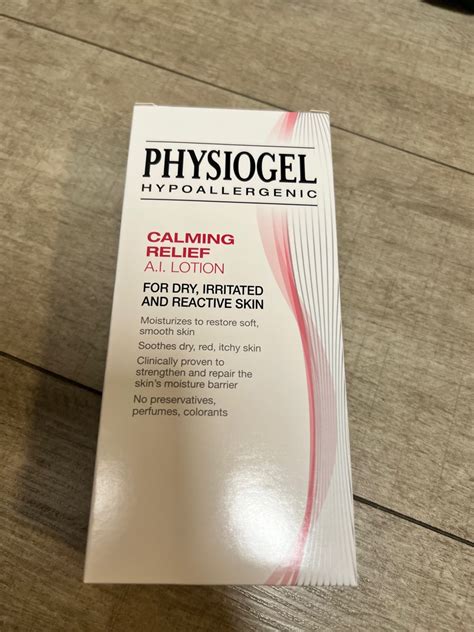 PHYSIOGEL
HYPOALLERGENIC
CALMING
RELIEF
A.I. LOTION
FOR DRY, IRRITATED
AND REACTIVE SKIN
Moisturizes to restore soft,
smooth skin
Soothes dry, red, itchy skin
Clinically proven to
strengthen and repair the
skin's moisture barrier
No preservatives,
perfumes, colorants